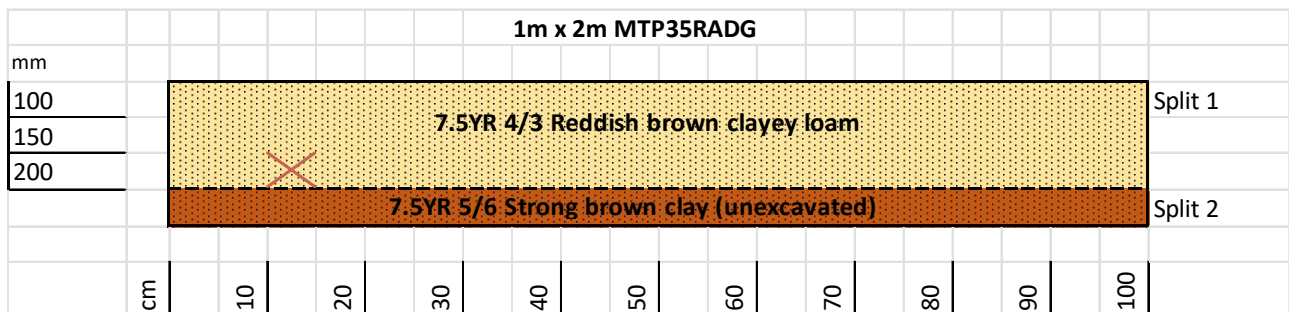 1m x 2m MTP35RADG
mm
100
Split 1
7.5YR 4/3 Reddish brown clayey loam
150
200
7.5YR 5/6 Strong brown clay (unexcavated)
Split 2
cm 10 20 30 40 50 60 70 80 90 100